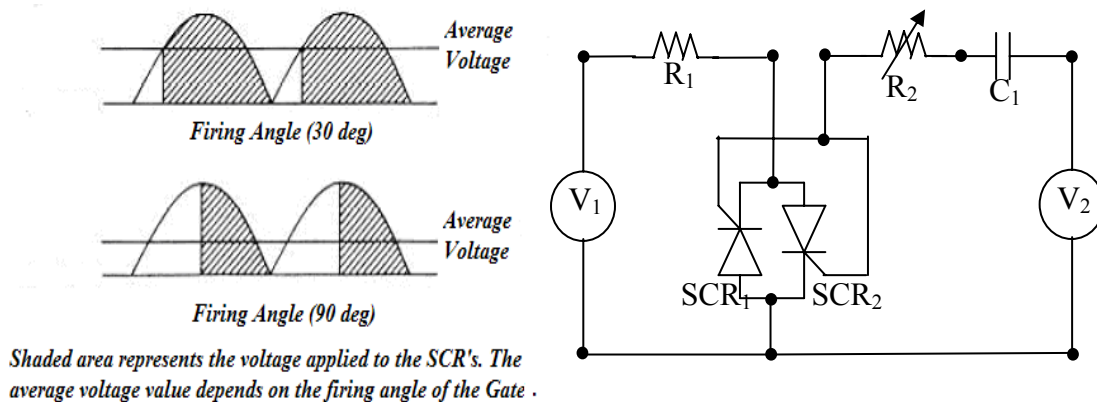 Average
Voltage
Firing Angle (30 deg)
Average
Voltage
Firing Angle (90 deg)
Shaded area represents the voltage applied to the SCR's. The
average voltage value depends on the firing angle of the Gate .
R1
R2
C1
V1
V2
SCR1
SCR2